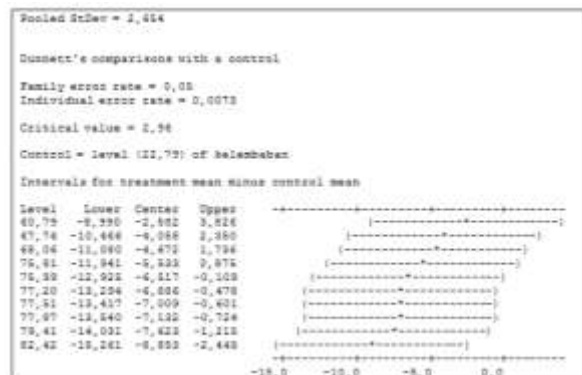 Pooled StDev = 2,654
Dunnett's comparisons with a control
Family error rate = 0,05
Individual error rate = 0,0073
Critical value = 2,96
Control = level (22,79) of kelembaban
Intervals for treatment mean minus control mean
Level Lower Center Upper
60,79 -8,990 -2,582 3,826
67,74 -10,466 -4,058 2,350
68,06 -11,080 -4,672 1,736
75,81 -11,941 -5,533 0,875
-12,925 -6,517 -0,109
77,20 -13,294 -6,886 -0,478
77,51 -13,417 -7,009 -0,601
77,97 -13,540 -7,132 -0,724
79,41 -14,031 -7,623 -1,215
82,42 -15,261 -8,853 -2,445
-15,0 -10,0 -5,0 0,0